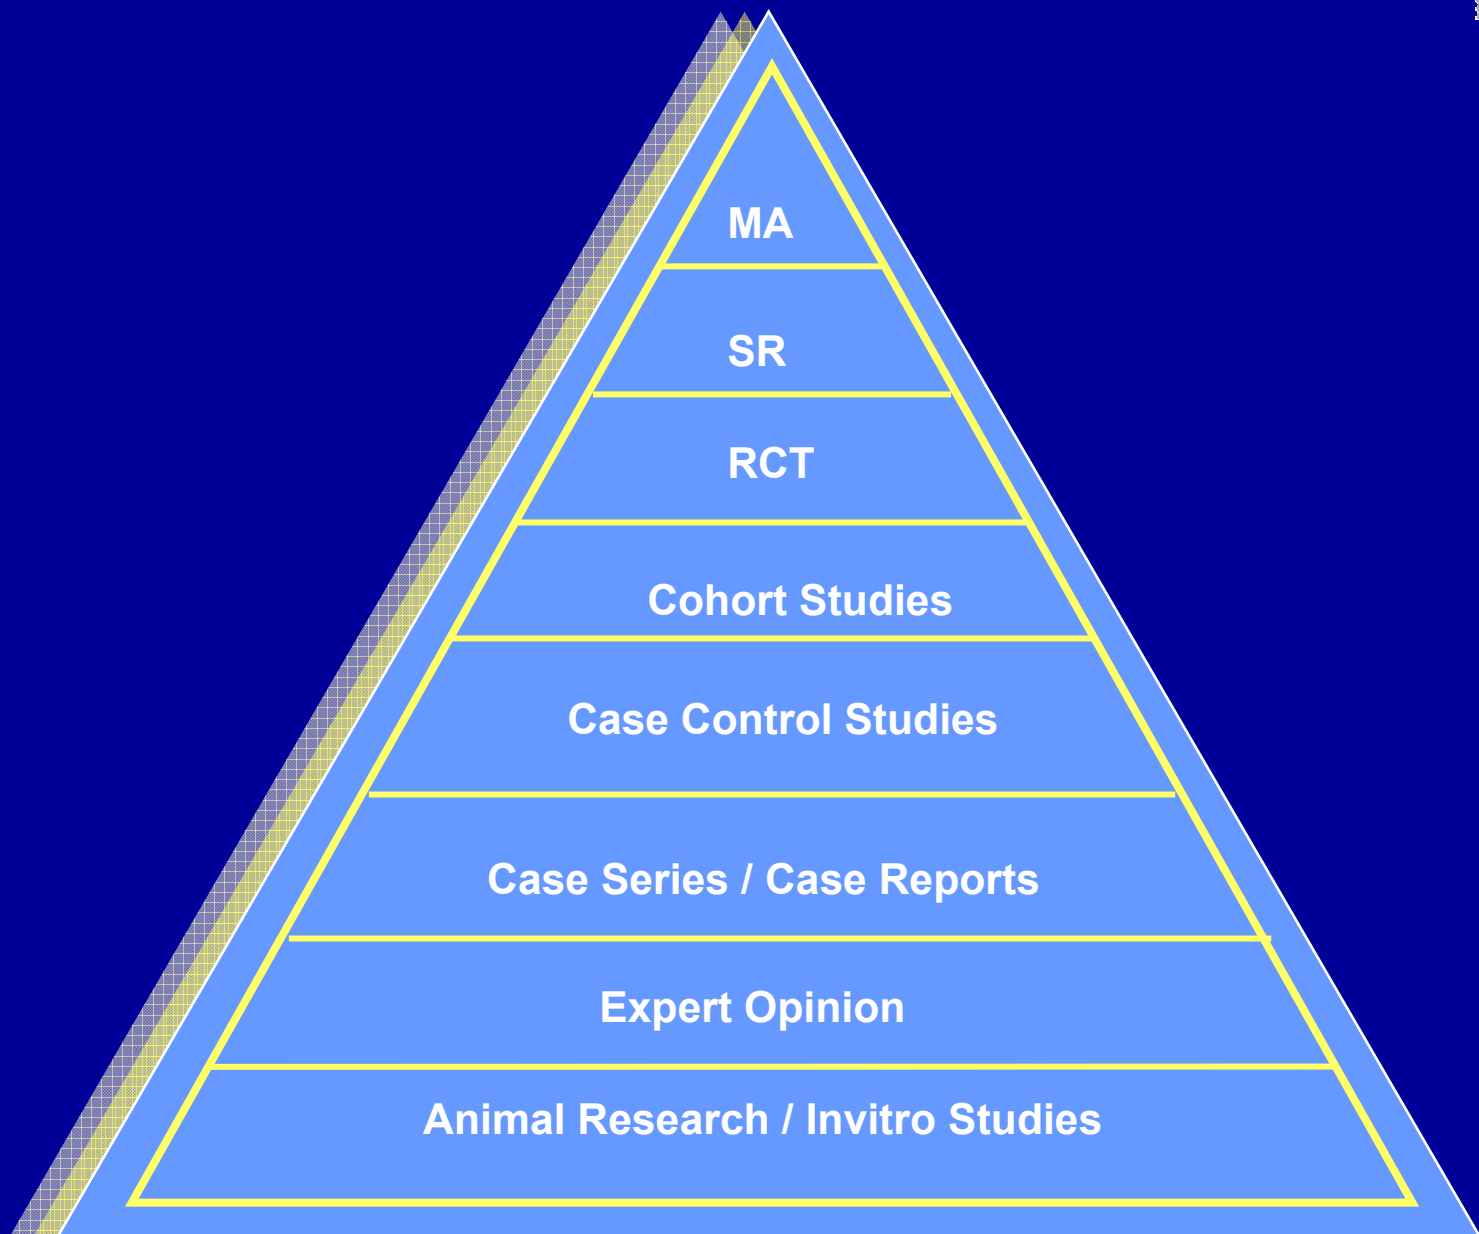 MA
SR
RCT
Cohort Studies
Case Control Studies
Case Series / Case Reports
Expert Opinion
Animal Research / Invitro Studies